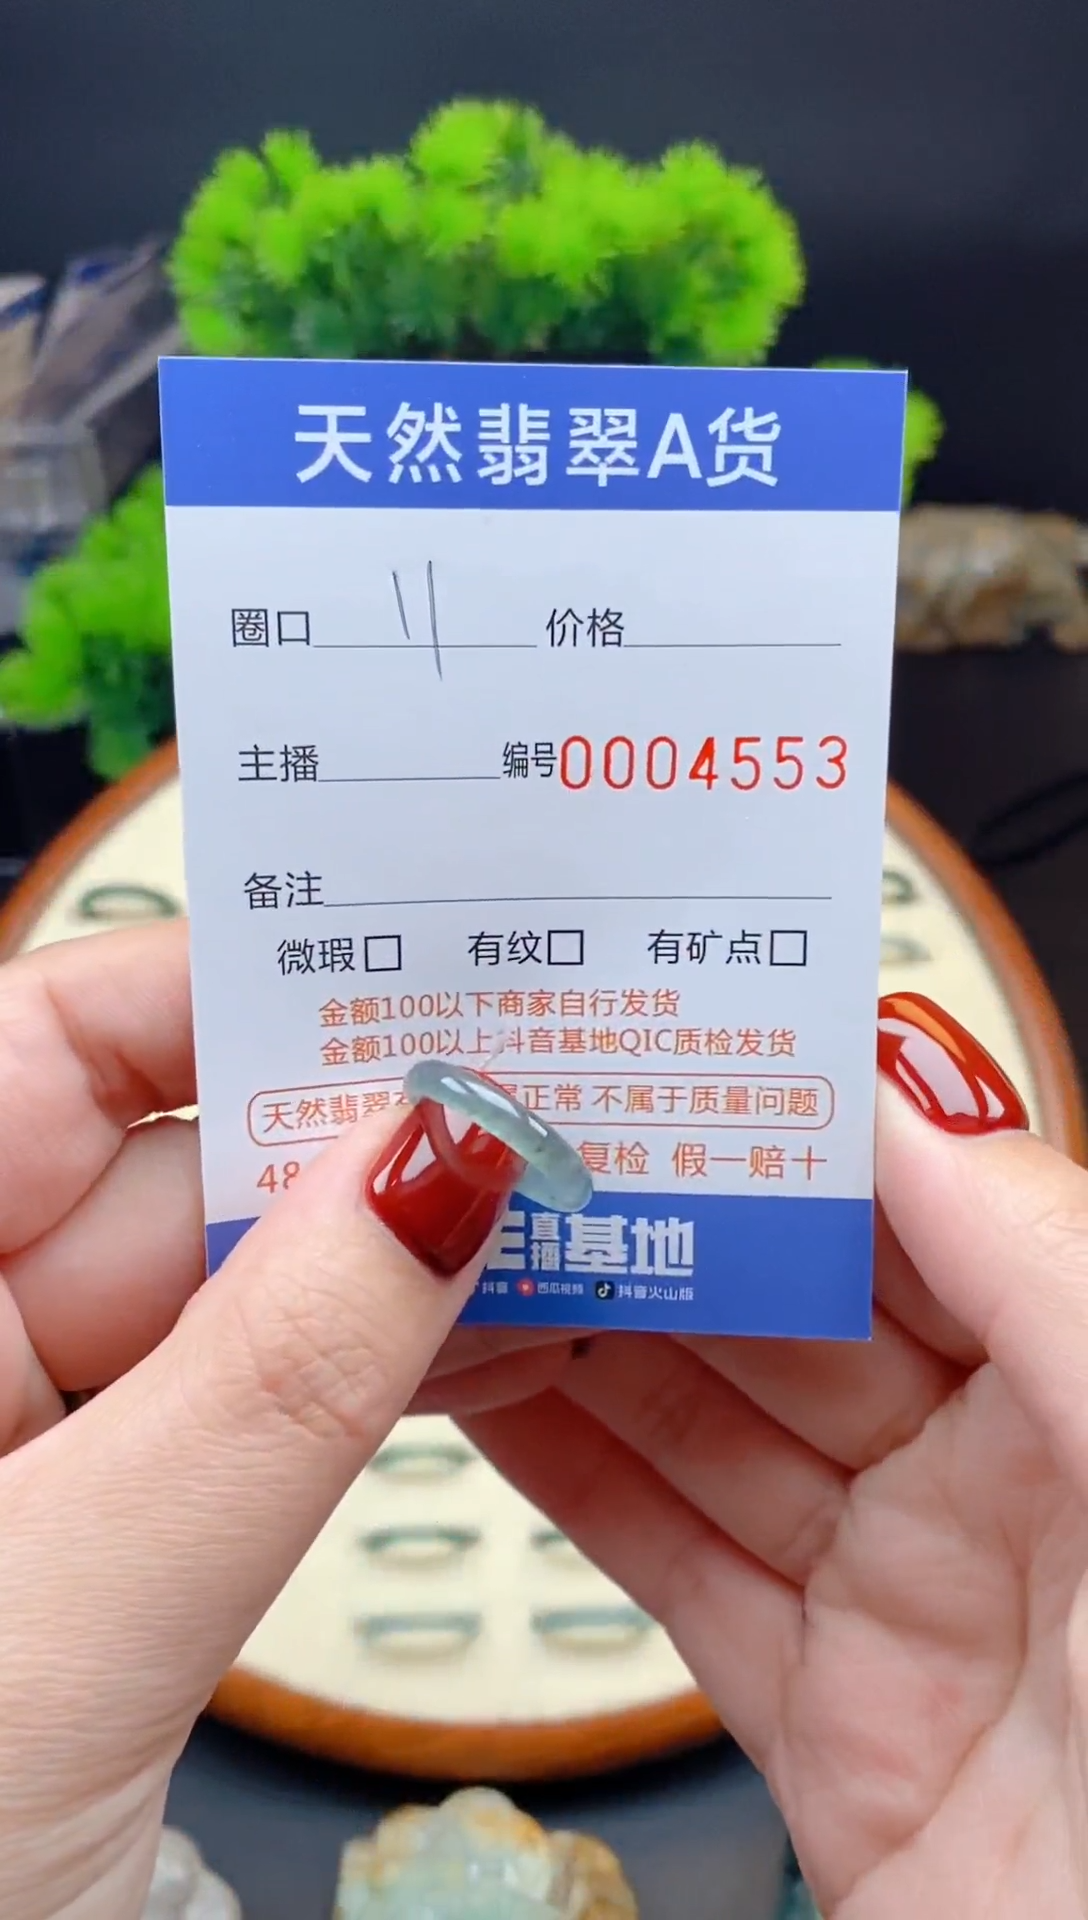 天然翡翠A货
圈口 11 价格
主播 编号0004553
备注
微瑕□ 有纹□ 有矿点□
金额100以下商家自行发货
金额100以上抖音基地QIC质检发货
天然翡翠 正常 不属于质量问题
48 复检 假一赔十
直播基地
抖音 西瓜视频 抖音火山版